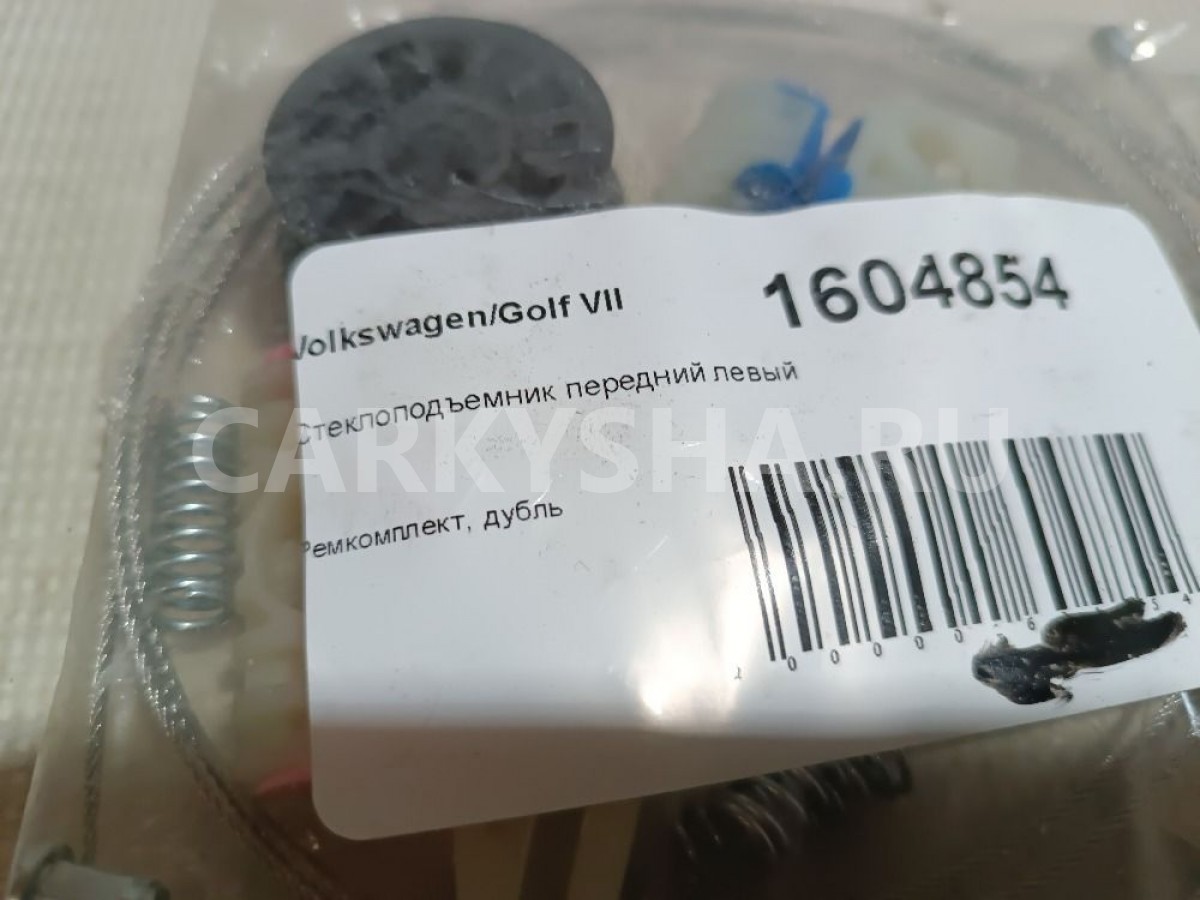 Volkswagen/Golf VII
1604854
Стеклоподъемник передний левый
CARKYSHA.RU
Ремкомплект, дубль